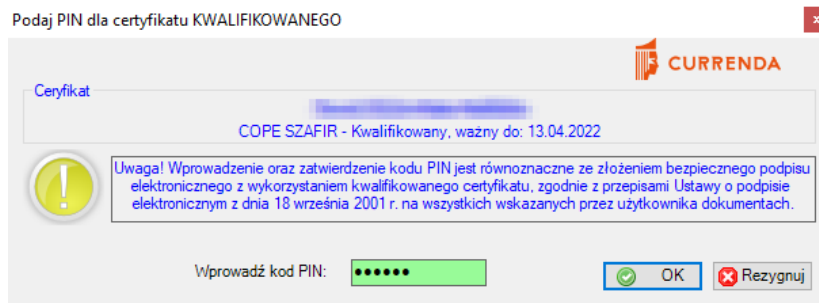 Podaj PIN dla certyfikatu KWALIFIKOWANEGO
x
CURRENDA
Ceryfikat
COPE SZAFIR - Kwalifikowany, ważny do: 13.04.2022
Uwaga! Wprowadzenie oraz zatwierdzenie kodu PIN jest równoznaczne ze złożeniem bezpiecznego podpisu
elektronicznego z wykorzystaniem kwalifikowanego certyfikatu, zgodnie z przepisami Ustawy o podpisie
elektronicznym z dnia 18 września 2001 r. na wszystkich wskazanych przez użytkownika dokumentach.
Wprowadź kod PIN: ●●●●●●
OK
Rezygnuj